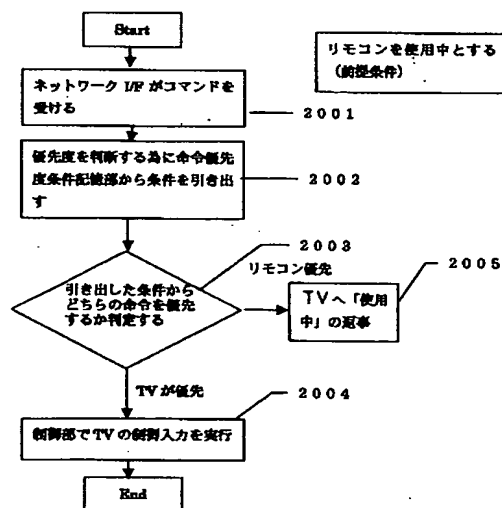 Start
リモコンを使用中とする
（前提条件）
ネットワーク I/F がコマンドを
受ける
2001
優先度を判断する為に命令優先
度条件記憶部から条件を引き出
す
2002
2003
引き出した条件から
どちらの命令を優先
するか判定する
リモコン優先
2005
TVへ「使用
中」の返事
TVが優先
2004
制御部でTVの制御入力を実行
End